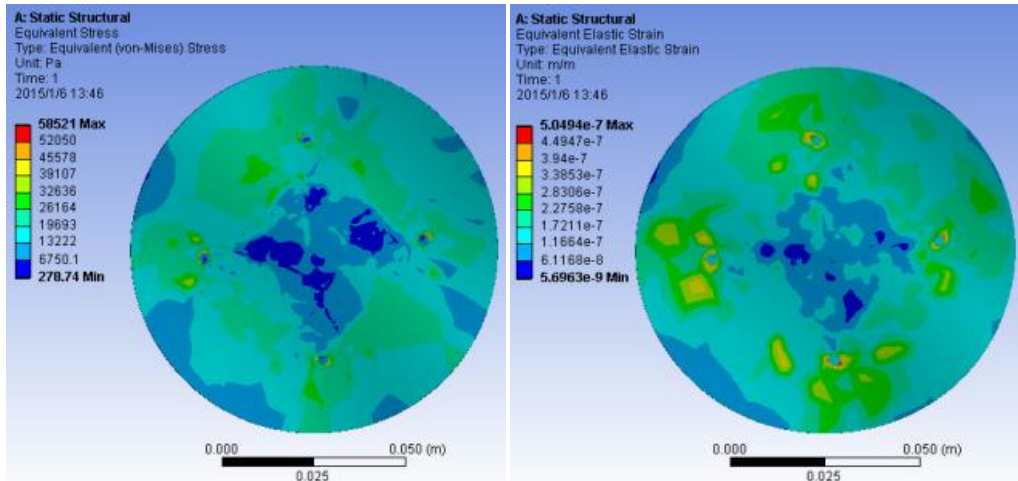 A: Static Structural
Equivalent Stress
Type: Equivalent (von-Mises) Stress
Unit: Pa
Time: 1
2015/1/6 13:46
58521 Max
52050
45578
39107
32636
26164
19693
13222
6750.1
278.74 Min
0.000
0.050 (m)
0.025
A: Static Structural
Equivalent Elastic Strain
Type: Equivalent Elastic Strain
Unit: m/m
Time: 1
2015/1/6 13:46
5.0494e-7 Max
4.4947e-7
3.94e-7
3.3853e-7
2.8306e-7
2.2758e-7
1.7211e-7
1.1664e-7
6.1168e-8
5.6963e-9 Min
0.000
0.050 (m)
0.025